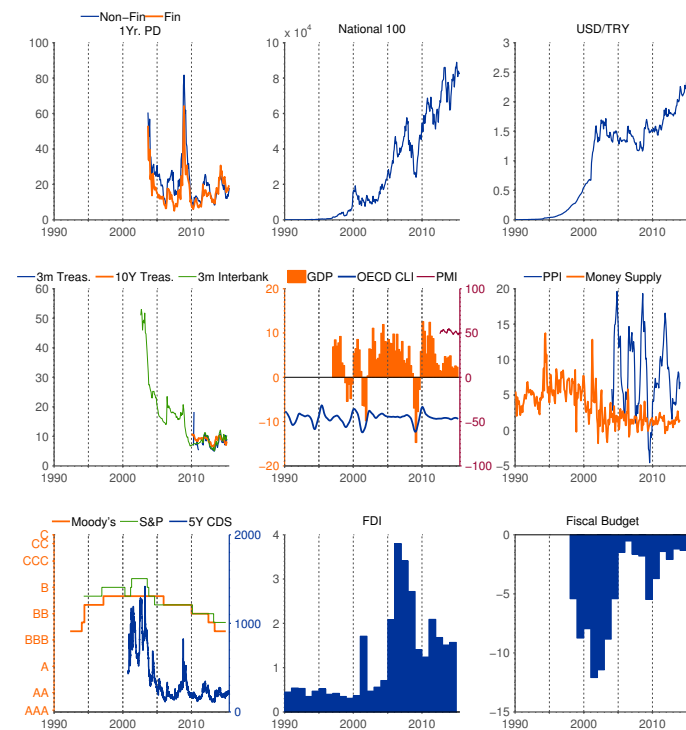 Non−Fin Fin
1Yr. PD
100
80
60
40
20
0
1990 2000 2010
x 10^4
National 100
10
8
6
4
2
0
1990 2000 2010
USD/TRY
3
2.5
2
1.5
1
0.5
0
1990 2000 2010
3m Treas. 10Y Treas. 3m Interbank
60
50
40
30
20
10
0
1990 2000 2010
GDP OECD CLI PMI
20 100
10 50
0 0
−10 −50
−20 −100
1990 2000 2010
PPI Money Supply
20
15
10
5
0
−5
1990 2000 2010
Moody's S&P 5Y CDS
C 2000
CC
CCC
B
BB 1000
BBB
A
AA
AAA 0
1990 2000 2010
FDI
4
3
2
1
0
1990 2000 2010
Fiscal Budget
0
−5
−10
−15
1990 2000 2010